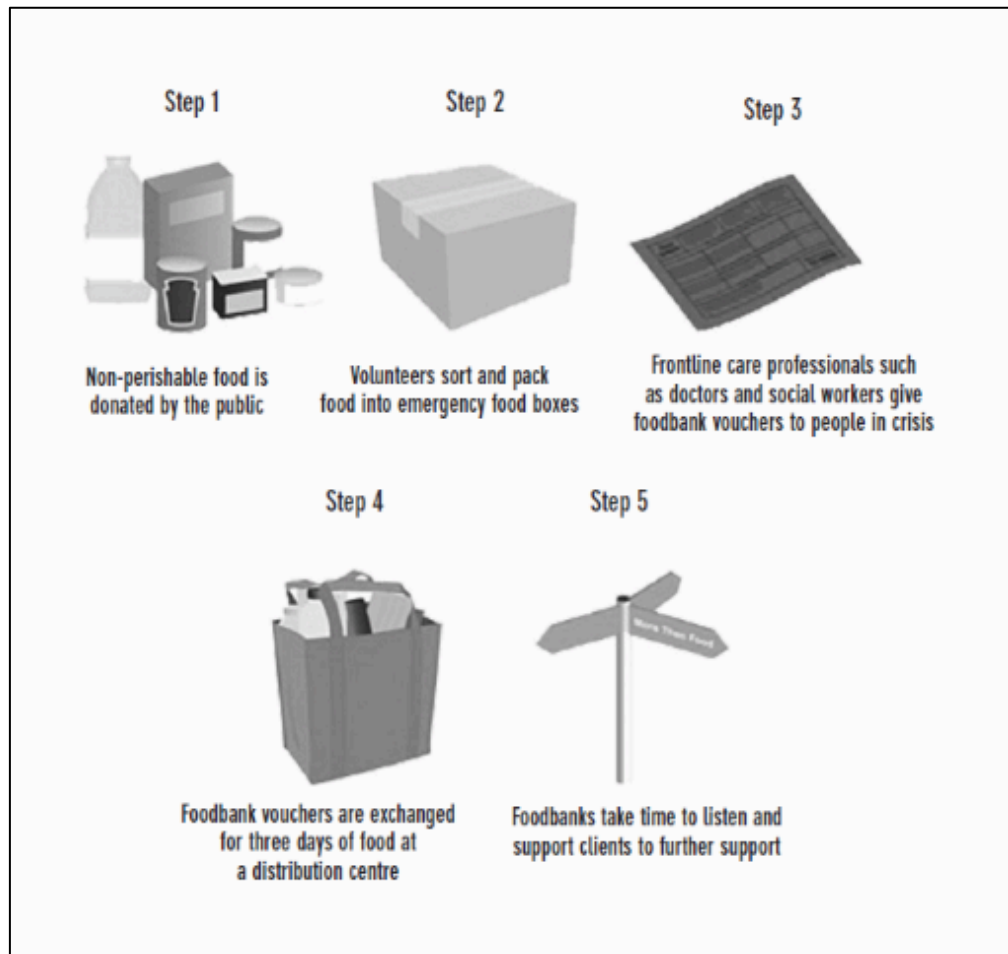 Step 1
Step 2
Step 3
Non-perishable food is
donated by the public
Volunteers sort and pack
food into emergency food boxes
Frontline care professionals such
as doctors and social workers give
foodbank vouchers to people in crisis
Step 4
Step 5
More Than Food
Foodbank vouchers are exchanged
for three days of food at
a distribution centre
Foodbanks take time to listen and
support clients to further support